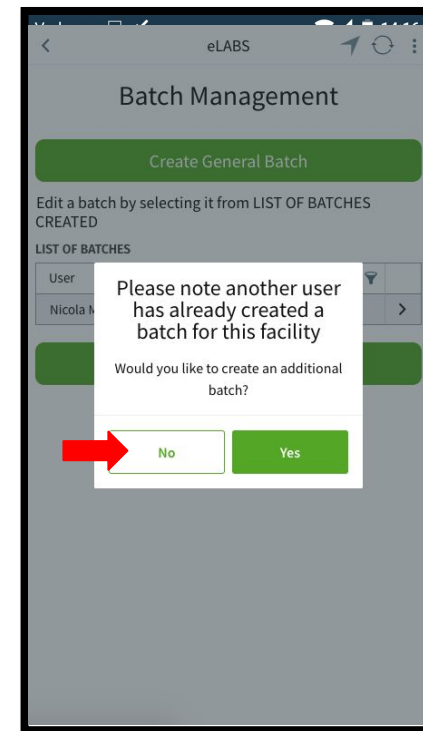 eLABS
Batch Management
Create General Batch
Edit a batch by selecting it from LIST OF BATCHES
CREATED
LIST OF BATCHES
User
Nicola
Please note another user
has already created a
batch for this facility
Would you like to create an additional
batch?
No
Yes